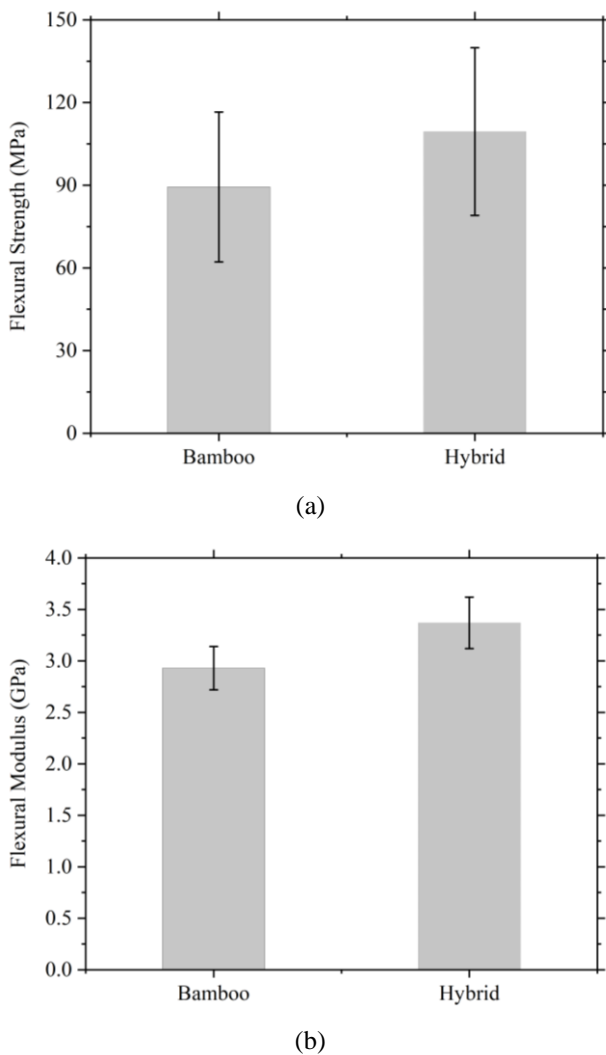 150
120
90
60
30
0
Flexural Strength (MPa)
Bamboo Hybrid
(a)
4.0
3.5
3.0
2.5
2.0
1.5
1.0
0.5
0.0
Flexural Modulus (GPa)
Bamboo Hybrid
(b)